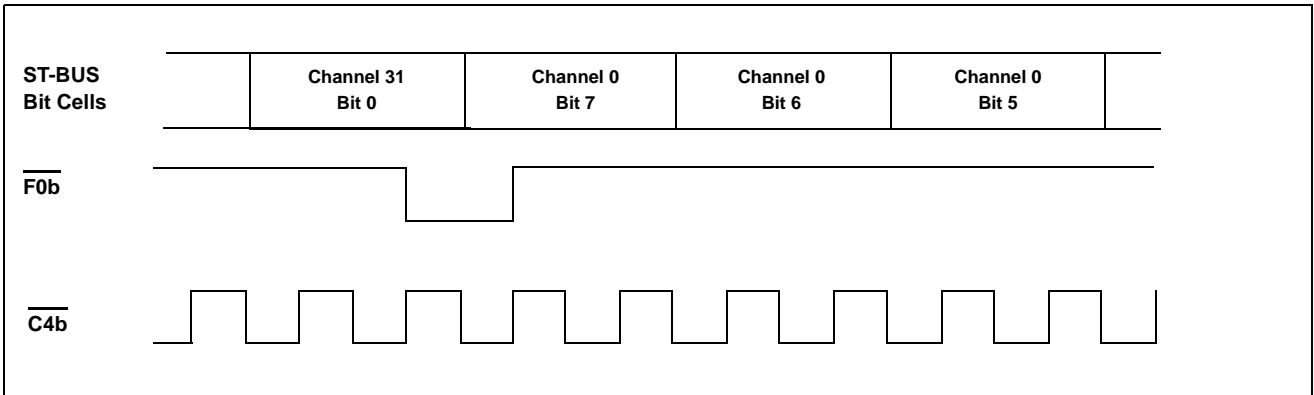 ST-BUS
Bit Cells
Channel 31
Bit 0
Channel 0
Bit 7
Channel 0
Bit 6
Channel 0
Bit 5
F0b
C4b